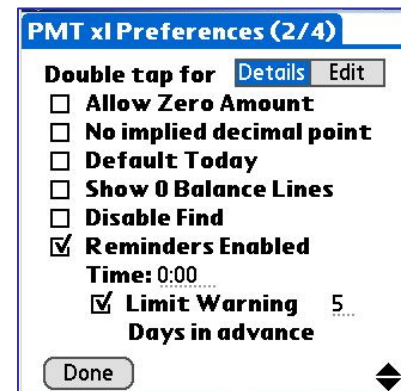 PMT xl Preferences (2/4)
Double tap for Details Edit
Allow Zero Amount
No implied decimal point
Default Today
Show 0 Balance Lines
Disable Find
Reminders Enabled
Time: 0:00
Limit Warning 5
Days in advance
Done